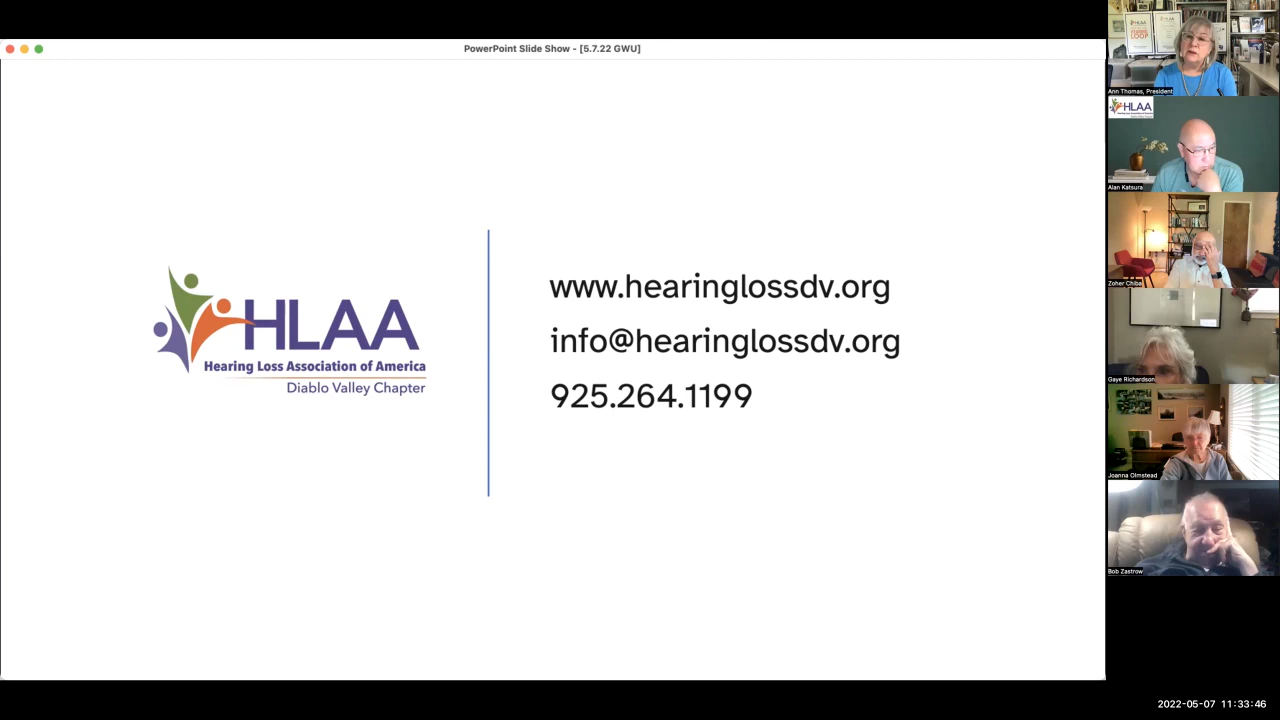 PowerPoint Slide Show - [5.7.22 GWU]
HLAA
Hearing Loss Association of America
Diablo Valley Chapter
www.hearinglossdv.org
info@hearinglossdv.org
925.264.1199
LOOP
Ann Thomas, President
HLAA
Alan Katsura
Zoher Chiba
Gaye Richardson
Joanna Olmstead
Bob Zastrow
2022-05-07 11:33:46